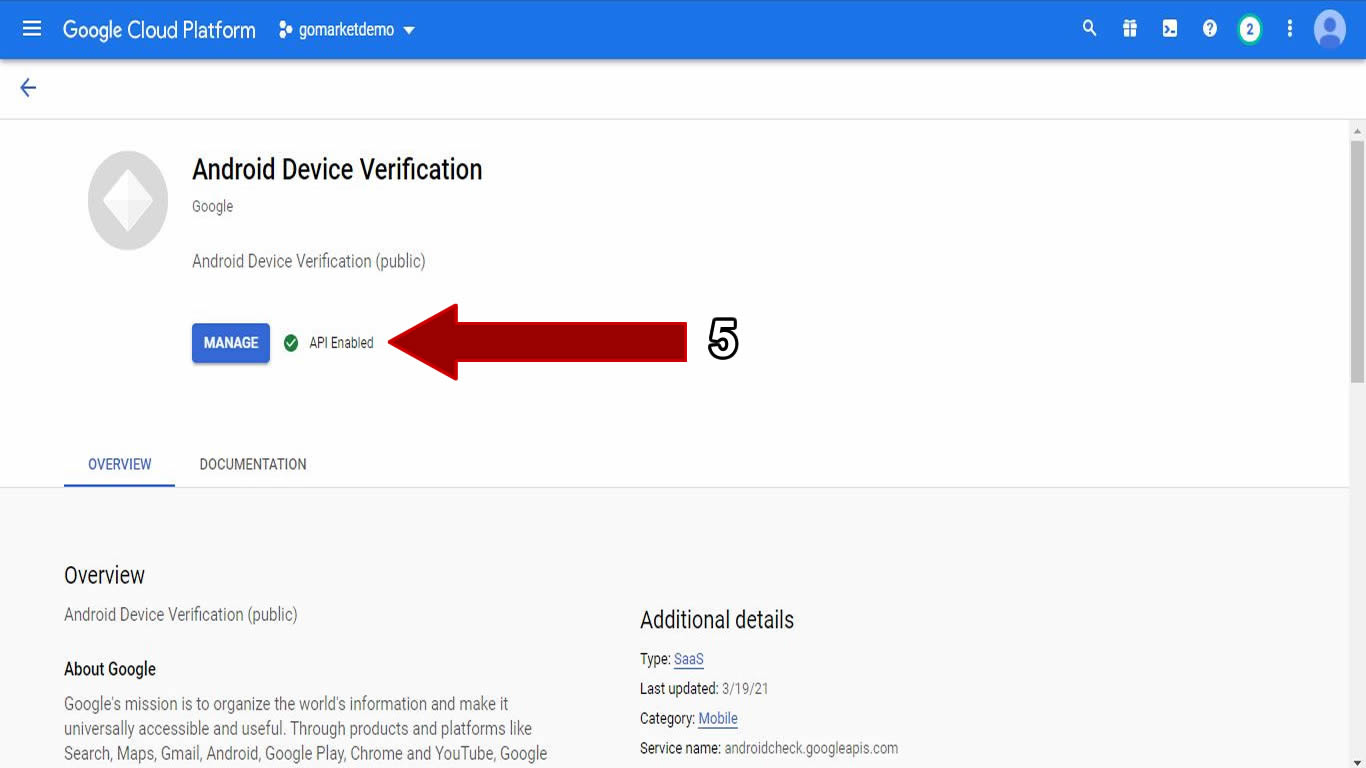 Google Cloud Platform gomarketdemo 2
Android Device Verification
Google
Android Device Verification (public)
MANAGE API Enabled 5
OVERVIEW DOCUMENTATION
Overview
Android Device Verification (public)
About Google
Google's mission is to organize the world's information and make it
universally accessible and useful. Through products and platforms like
Search, Maps, Gmail, Android, Google Play, Chrome and YouTube, Google
Additional details
Type: SaaS
Last updated: 3/19/21
Category: Mobile
Service name: androidcheck.googleapis.com